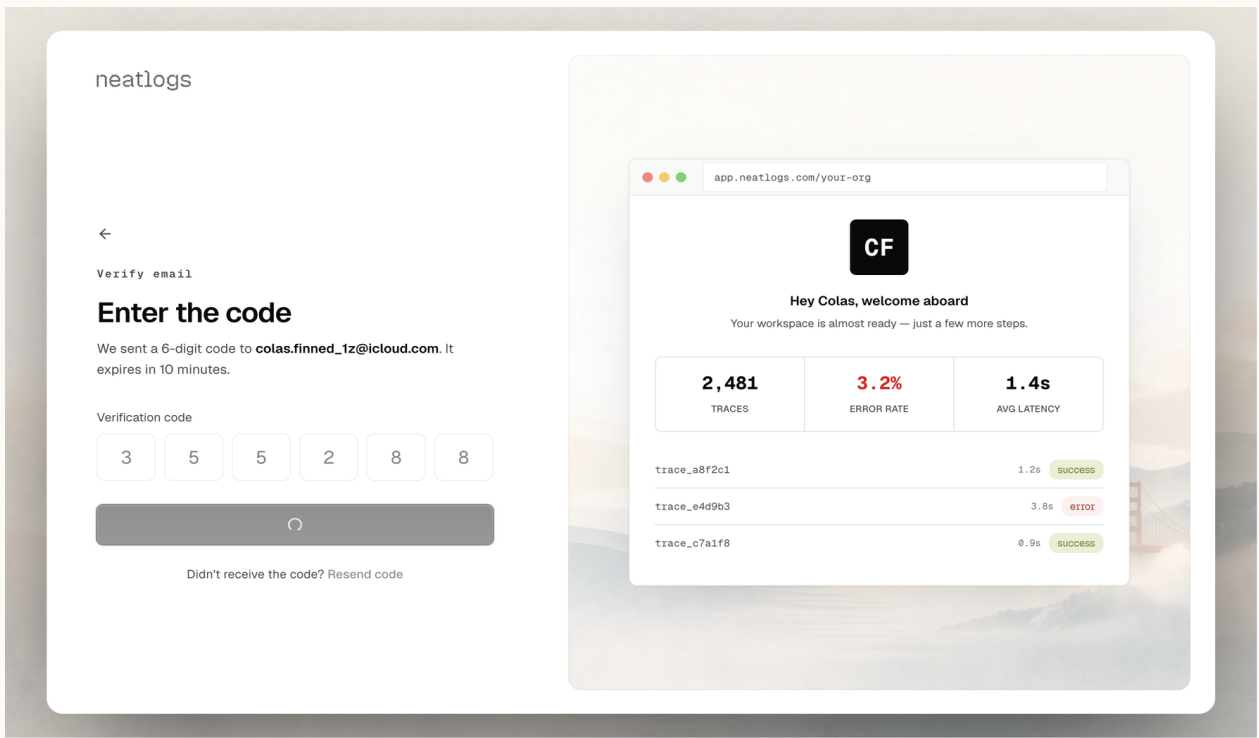 neatlogs
Verify email
Enter the code
We sent a 6-digit code to colas.finned_1z@icloud.com. It
expires in 10 minutes.
Verification code
3 5 5 2 8 8
Didn't receive the code? Resend code
app.neatlogs.com/your-org
CF
Hey Colas, welcome aboard
Your workspace is almost ready — just a few more steps.
2,481 3.2% 1.4s
TRACES ERROR RATE AVG LATENCY
trace_a8f2c1 1.2s success
trace_e4d9b3 3.8s error
trace_c7a1f8 0.9s success